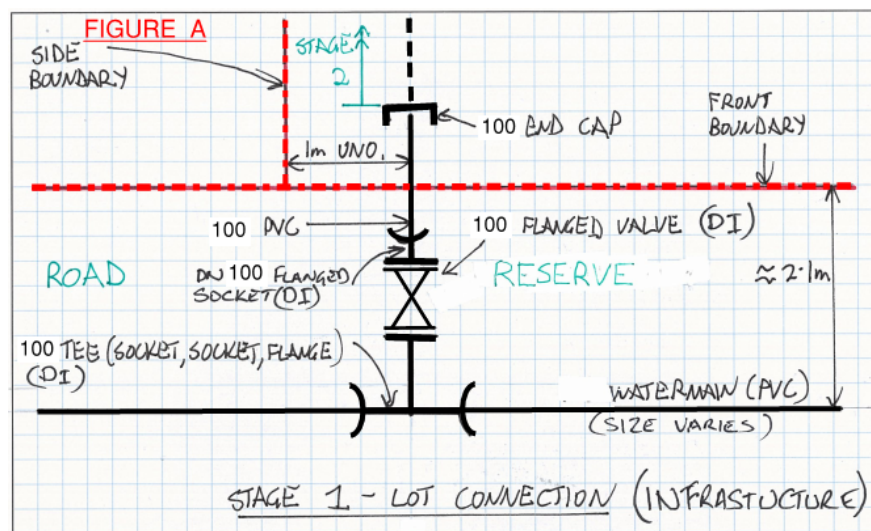 FIGURE A
SIDE
BOUNDARY
STAGE
2
100 END CAP
FRONT
BOUNDARY
1m UNO.
100 PVC
100 FLANGED VALVE (DI)
DN 100 FLANGED
SOCKET (DI)
ROAD
RESERVE
≈ 2.1m
100 TEE (SOCKET, SOCKET, FLANGE)
(DI)
WATERMAIN (PVC)
(SIZE VARIES)
STAGE 1 - LOT CONNECTION (INFRASTUCTURE)